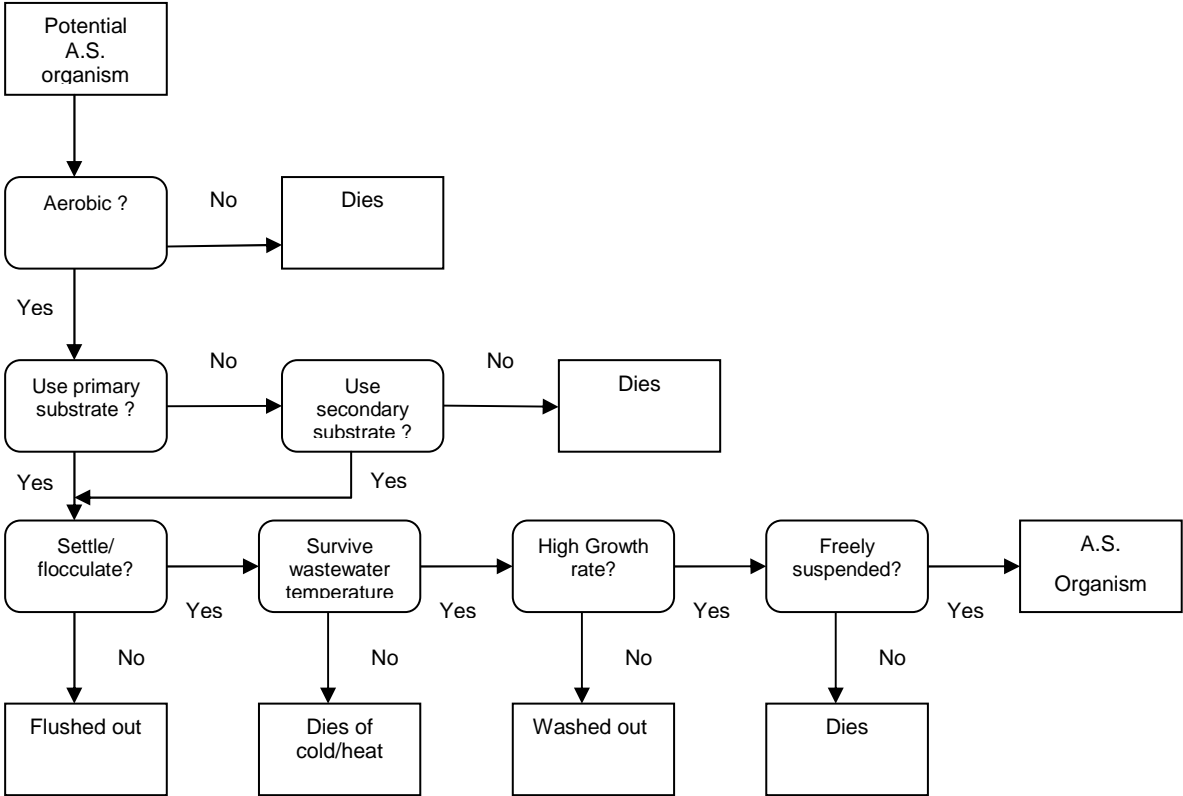 Potential
A.S.
organism
Aerobic ?
No
Dies
Yes
Use primary
substrate ?
No
Use
secondary
substrate ?
No
Dies
Yes
Yes
Settle/
flocculate?
Yes
Survive
wastewater
temperature
Yes
High Growth
rate?
Yes
Freely
suspended?
Yes
A.S.
Organism
No
No
No
No
Flushed out
Dies of
cold/heat
Washed out
Dies